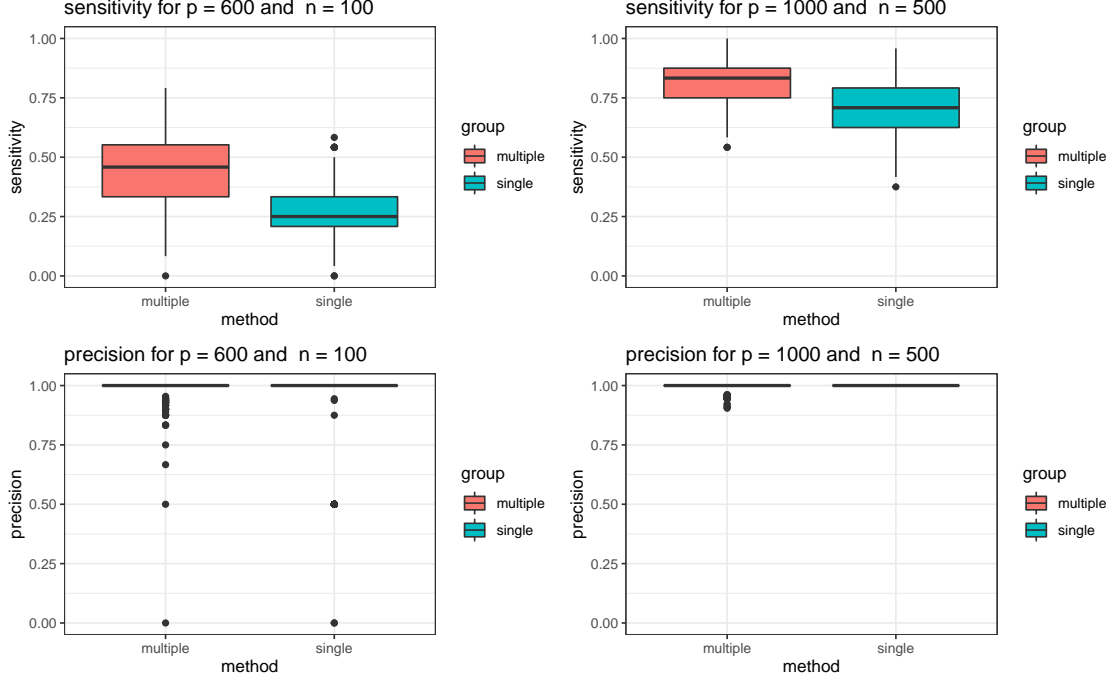 sensitivity for p = 600 and  n = 100
sensitivity
1.00
0.75
0.50
0.25
0.00
multiple
single
method
group
multiple
single
sensitivity for p = 1000 and  n = 500
sensitivity
1.00
0.75
0.50
0.25
0.00
multiple
single
method
group
multiple
single
precision for p = 600 and  n = 100
precision
1.00
0.75
0.50
0.25
0.00
multiple
single
method
group
multiple
single
precision for p = 1000 and  n = 500
precision
1.00
0.75
0.50
0.25
0.00
multiple
single
method
group
multiple
single